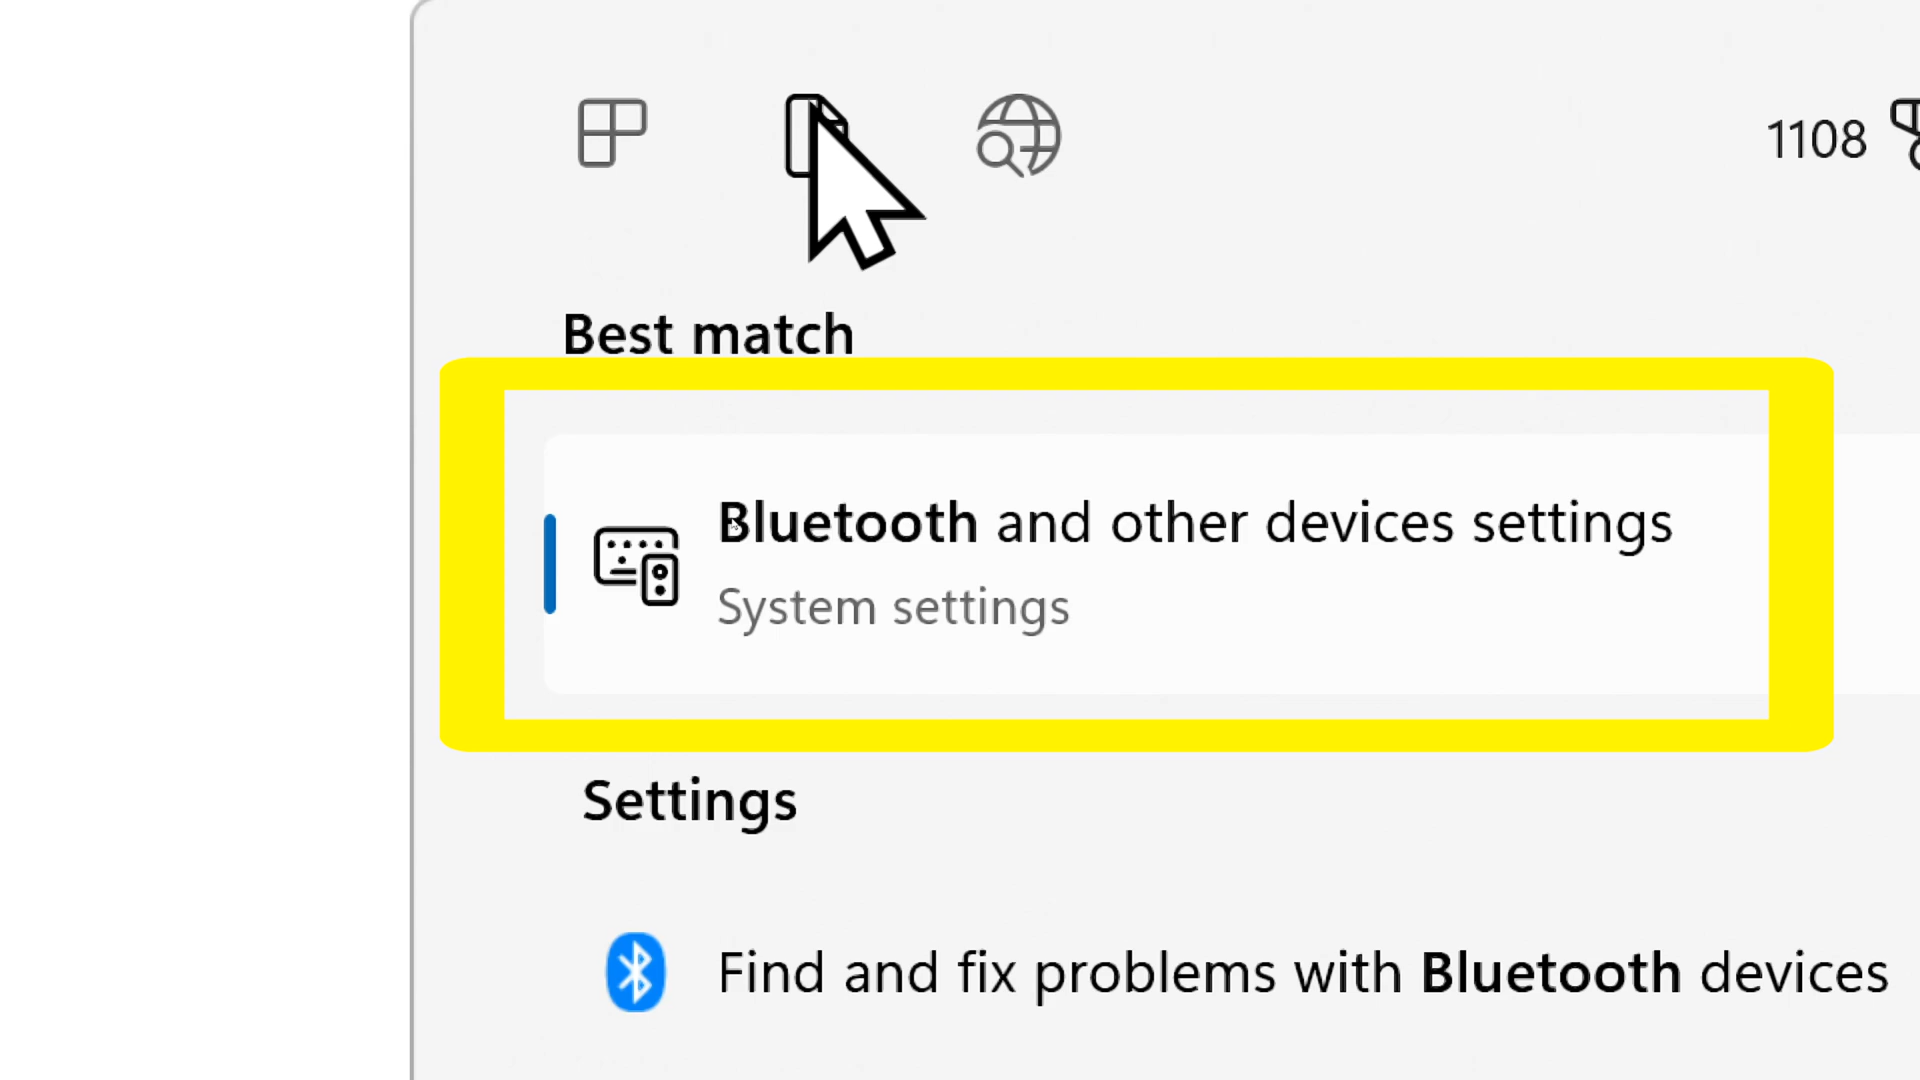 1108
Best match
Bluetooth and other devices settings
System settings
Settings
Find and fix problems with Bluetooth devices